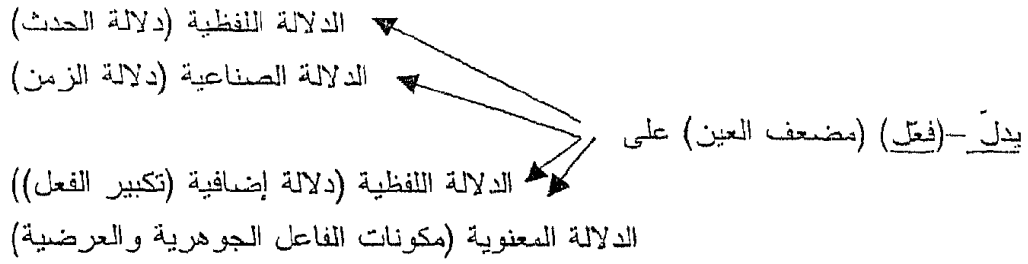 الدلالة اللفظية (دلالة الحدث)
الدلالة الصناعية (دلالة الزمن)
يدلّ –(فعّل) (مضعف العين) على
الدلالة اللفظية (دلالة إضافية (تكبير الفعل))
الدلالة المعنوية (مكونات الفاعل الجوهرية والعرضية)